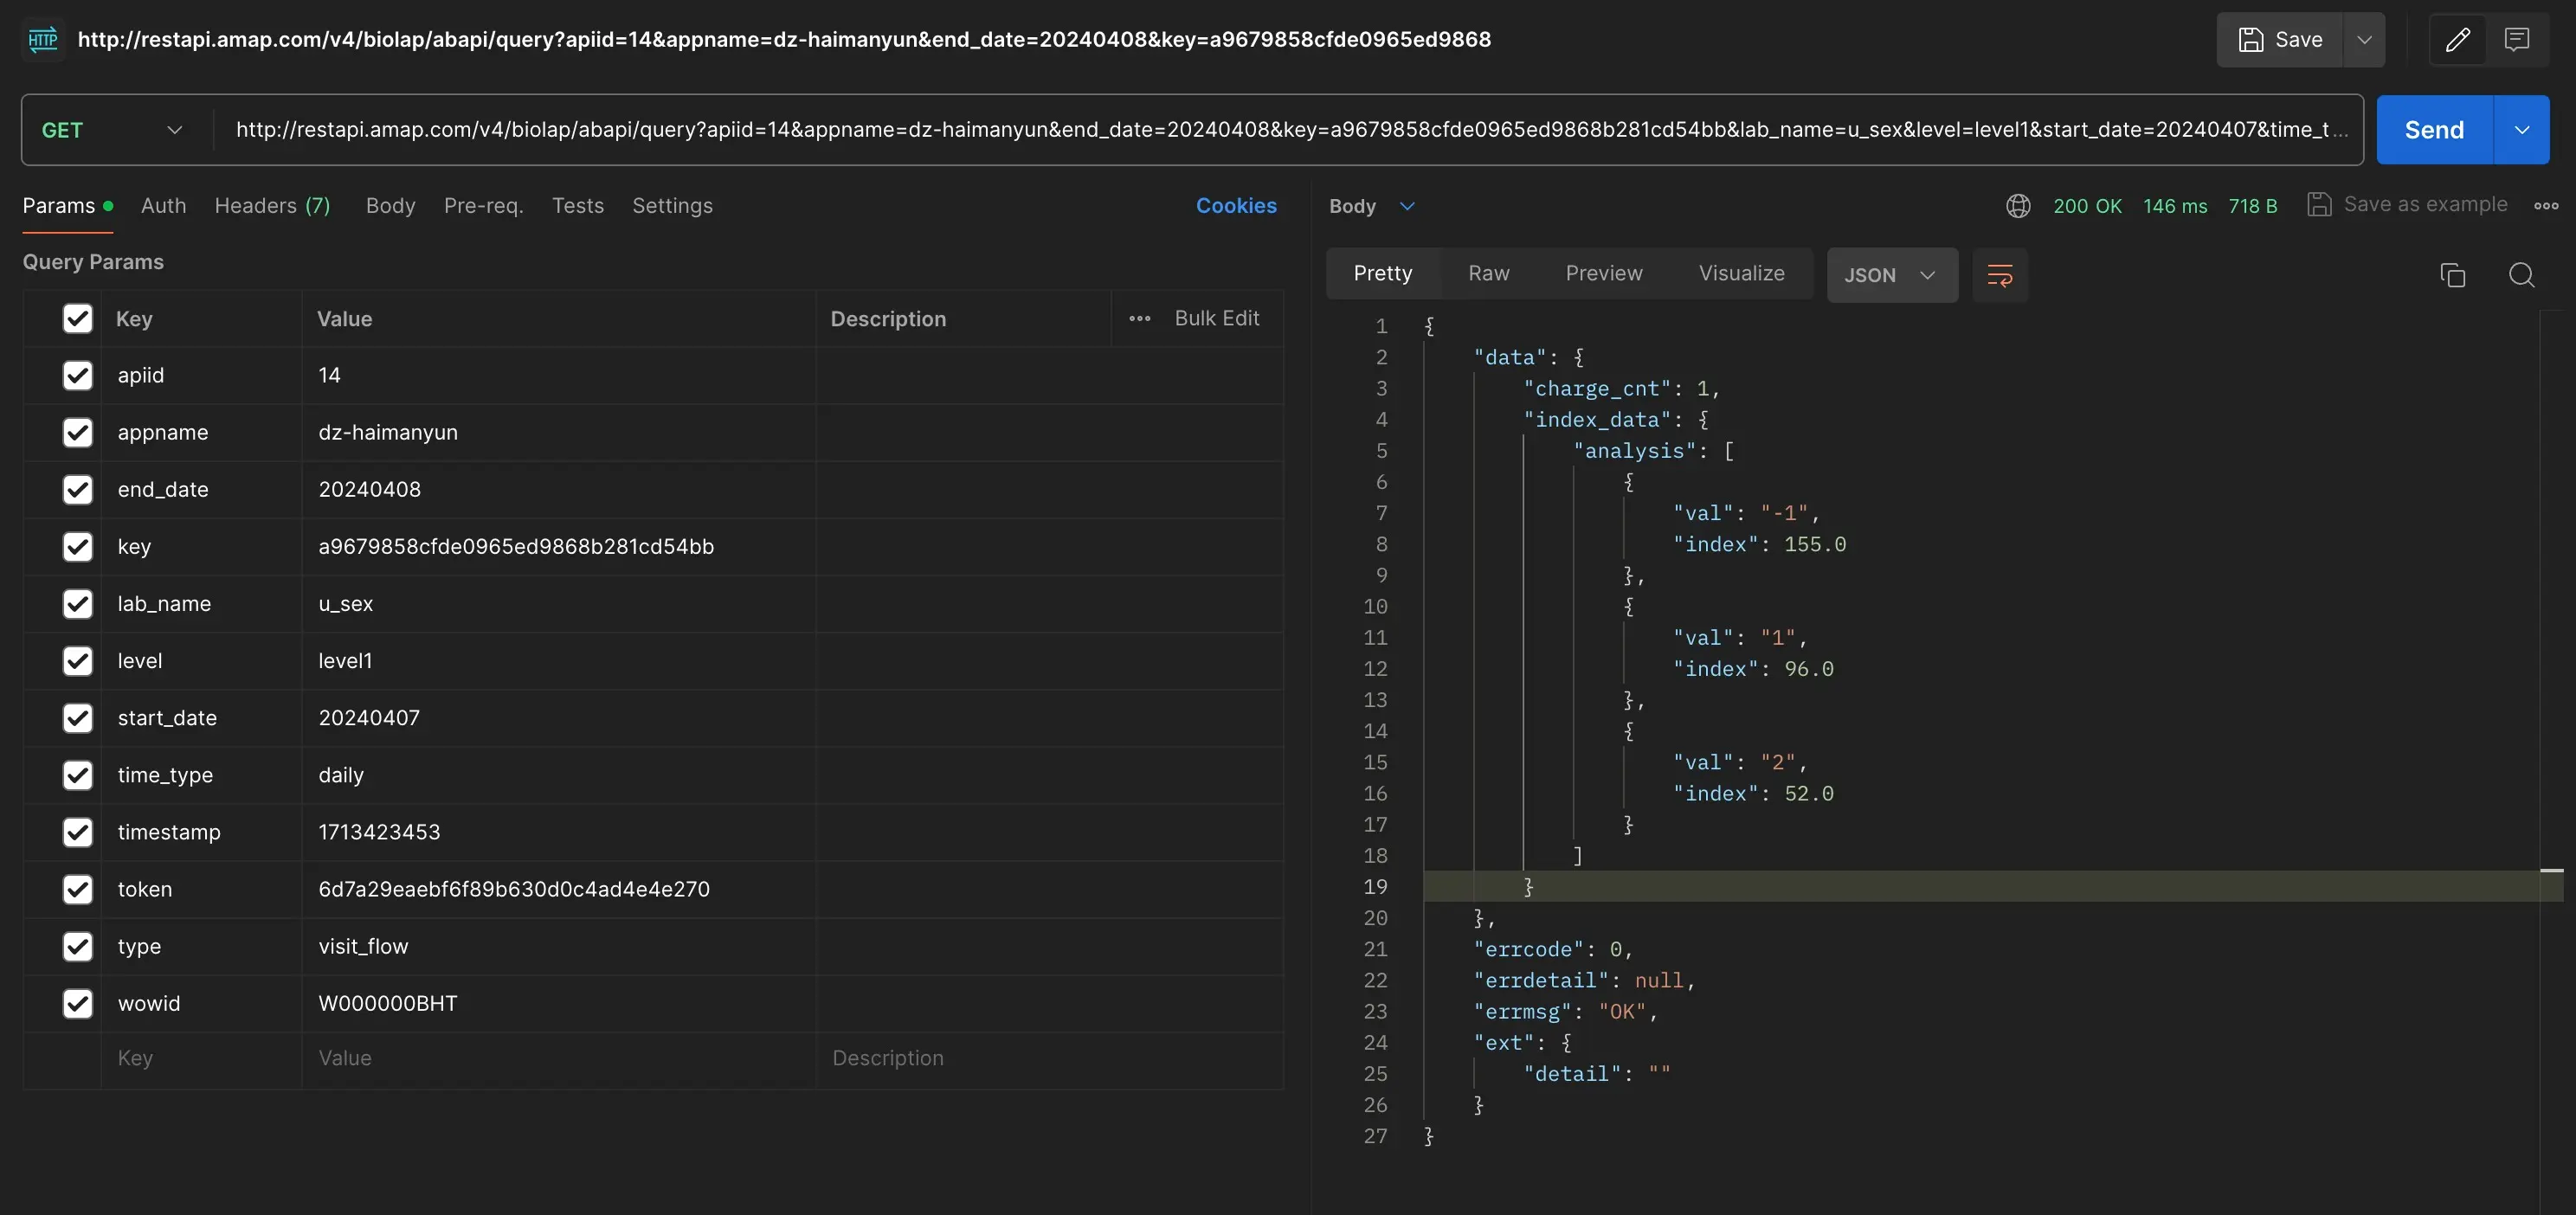 HTTP http://restapi.amap.com/v4/biolap/abapi/query?apiid=14&appname=dz-haimanyun&end_date=20240408&key=a9679858cfde0965ed9868 Save
GET http://restapi.amap.com/v4/biolap/abapi/query?apiid=14&appname=dz-haimanyun&end_date=20240408&key=a9679858cfde0965ed9868b281cd54bb&lab_name=u_sex&level=level1&start_date=20240407&time_t... Send
Params Auth Headers (7) Body Pre-req. Tests Settings Cookies
Query Params
Key Value Description Bulk Edit
apiid 14
appname dz-haimanyun
end_date 20240408
key a9679858cfde0965ed9868b281cd54bb
lab_name u_sex
level level1
start_date 20240407
time_type daily
timestamp 1713423453
token 6d7a29eaebf6f89b630d0c4ad4e4e270
type visit_flow
wowid W000000BHT
Key Value Description
Body 200 OK 146 ms 718 B Save as example
Pretty Raw Preview Visualize JSON
1 {
2 "data": {
3 "charge_cnt": 1,
4 "index_data": {
5 "analysis": [
6 {
7 "val": "-1",
8 "index": 155.0
9 },
10 {
11 "val": "1",
12 "index": 96.0
13 },
14 {
15 "val": "2",
16 "index": 52.0
17 }
18 ]
19 }
20 },
21 "errcode": 0,
22 "errdetail": null,
23 "errmsg": "OK",
24 "ext": {
25 "detail": ""
26 }
27 }